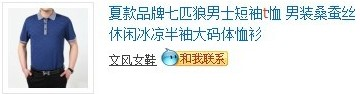 夏款品牌七匹狼男士短袖t恤 男装桑蚕丝
休闲冰凉半袖大码体恤衫
文风女鞋 和我联系